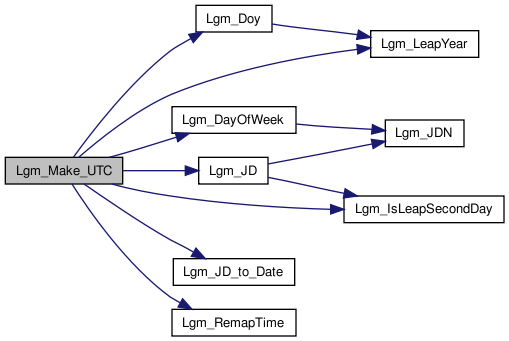 Lgm_Doy
Lgm_LeapYear
Lgm_DayOfWeek
Lgm_JDN
Lgm_Make_UTC
Lgm_JD
Lgm_IsLeapSecondDay
Lgm_JD_to_Date
Lgm_RemapTime